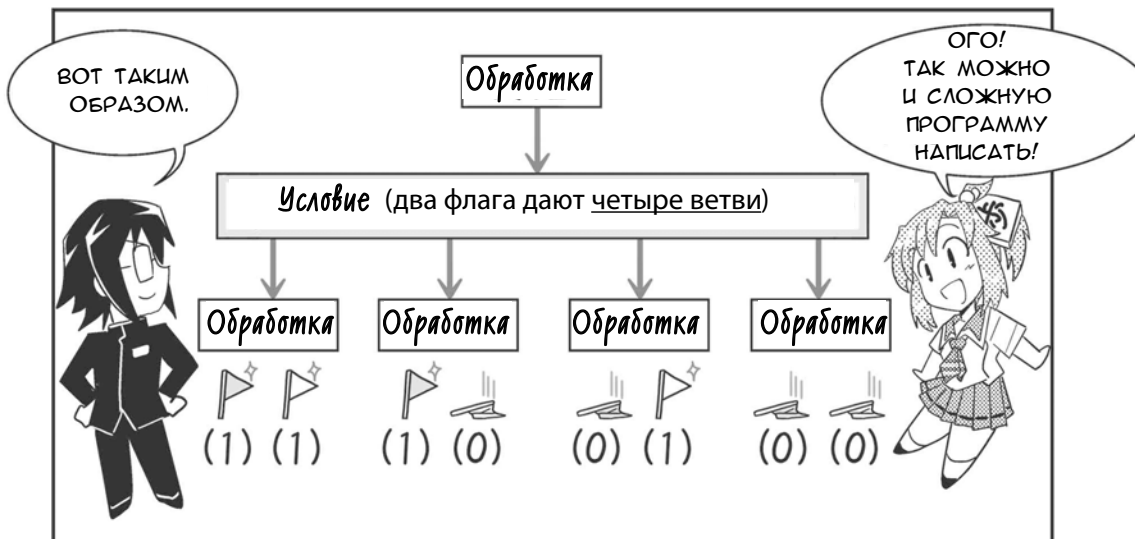 ВОТ ТАКИМ
ОБРАЗОМ.
ОГО!
ТАК МОЖНО
И СЛОЖНУЮ
ПРОГРАММУ
НАПИСАТЬ!
Обработка
Условие (два флага дают четыре ветви)
Обработка Обработка Обработка Обработка
(1) (1) (1) (0) (0) (1) (0) (0)